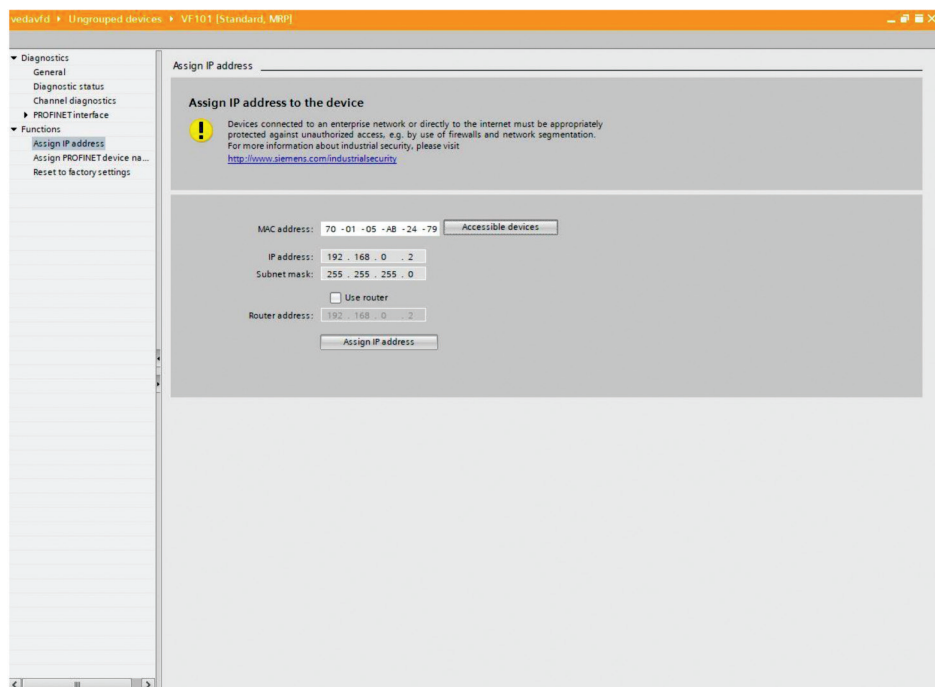 vedavfd ▸ Ungrouped devices ▸ VF101 [Standard, MRP]
Diagnostics
General
Diagnostic status
Channel diagnostics
PROFINET interface
Functions
Assign IP address
Assign PROFINET device na...
Reset to factory settings
Assign IP address
Assign IP address to the device
Devices connected to an enterprise network or directly to the internet must be appropriately
protected against unauthorized access, e.g. by use of firewalls and network segmentation.
For more information about industrial security, please visit
http://www.siemens.com/industrialsecurity
MAC address: 70 -01 -05 -AB -24 -79 Accessible devices
IP address: 192 . 168 . 0 . 2
Subnet mask: 255 . 255 . 255 . 0
Use router
Router address: 192 . 168 . 0 . 2
Assign IP address